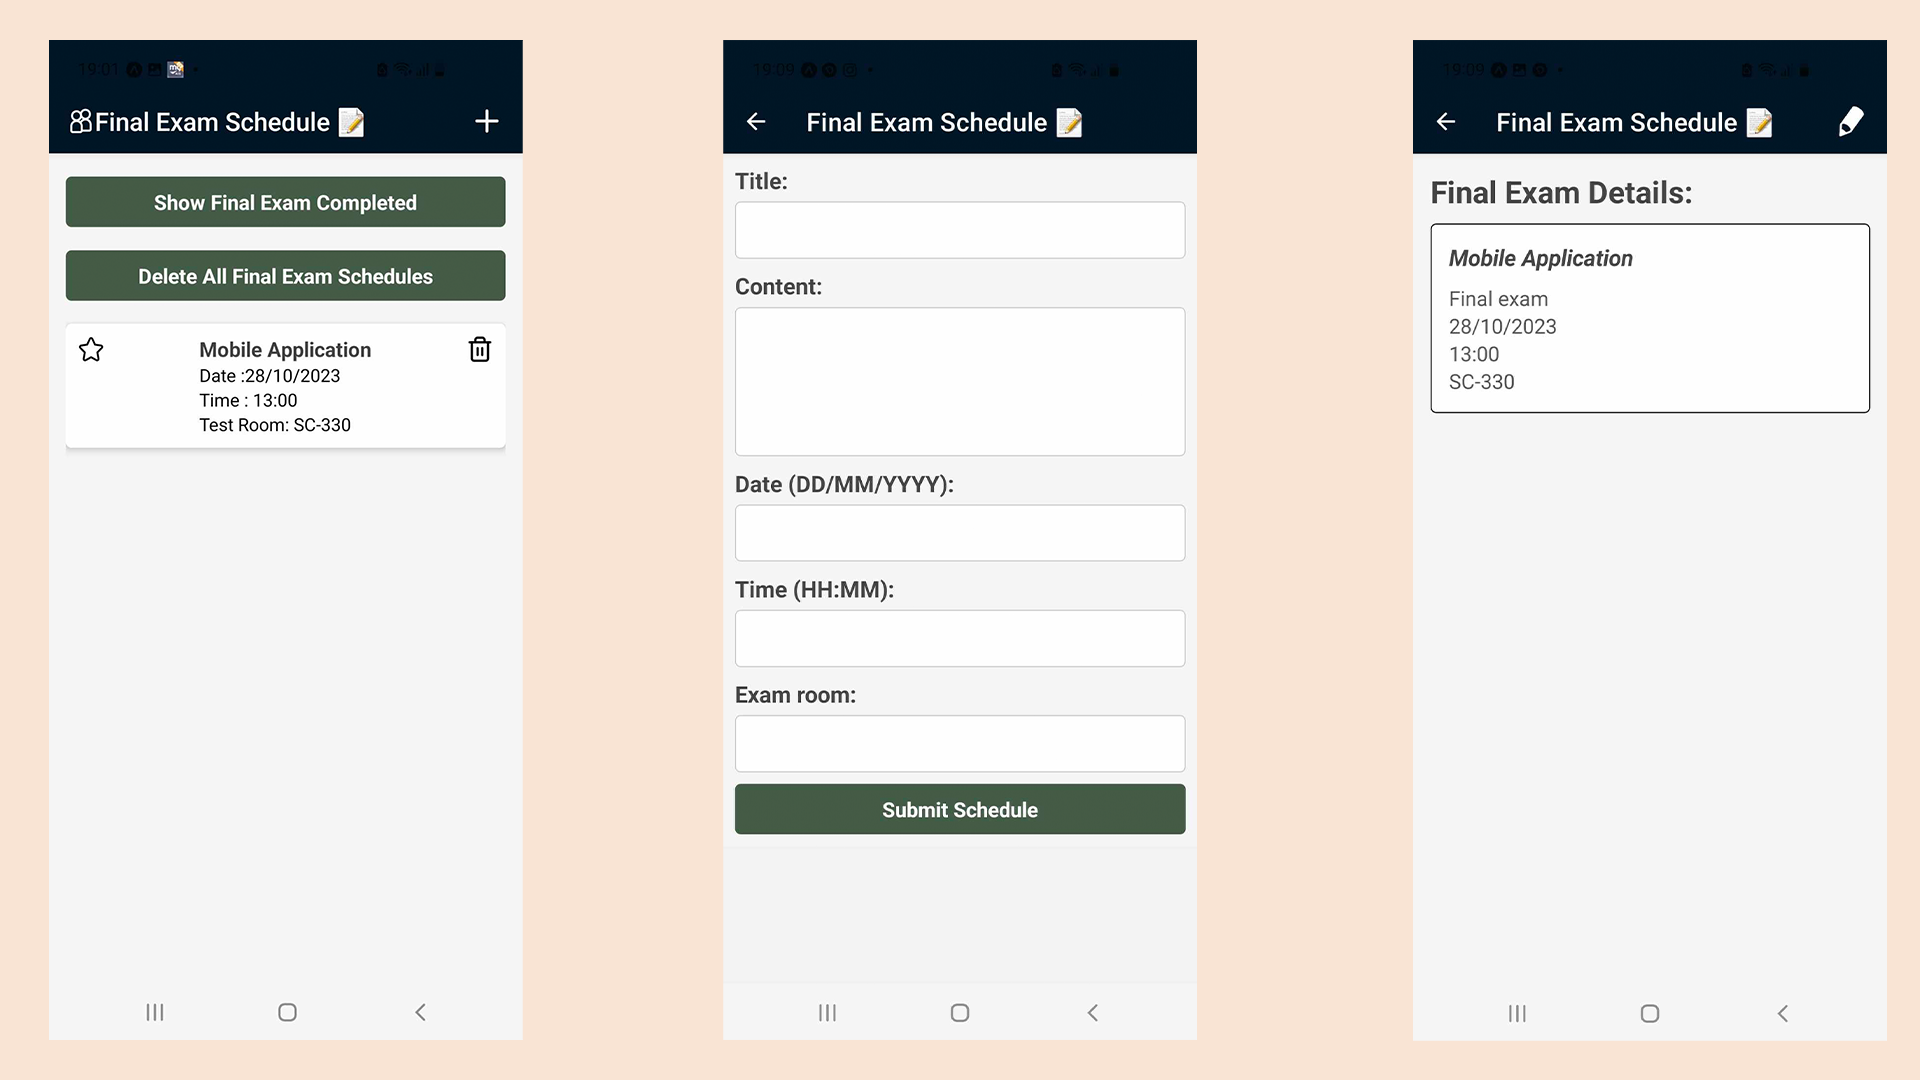 19:01
Final Exam Schedule 📝
Show Final Exam Completed
Delete All Final Exam Schedules
Mobile Application
Date :28/10/2023
Time : 13:00
Test Room: SC-330
19:09
Final Exam Schedule 📝
Title:
Content:
Date (DD/MM/YYYY):
Time (HH:MM):
Exam room:
Submit Schedule
19:09
Final Exam Schedule 📝
Final Exam Details:
Mobile Application
Final exam
28/10/2023
13:00
SC-330